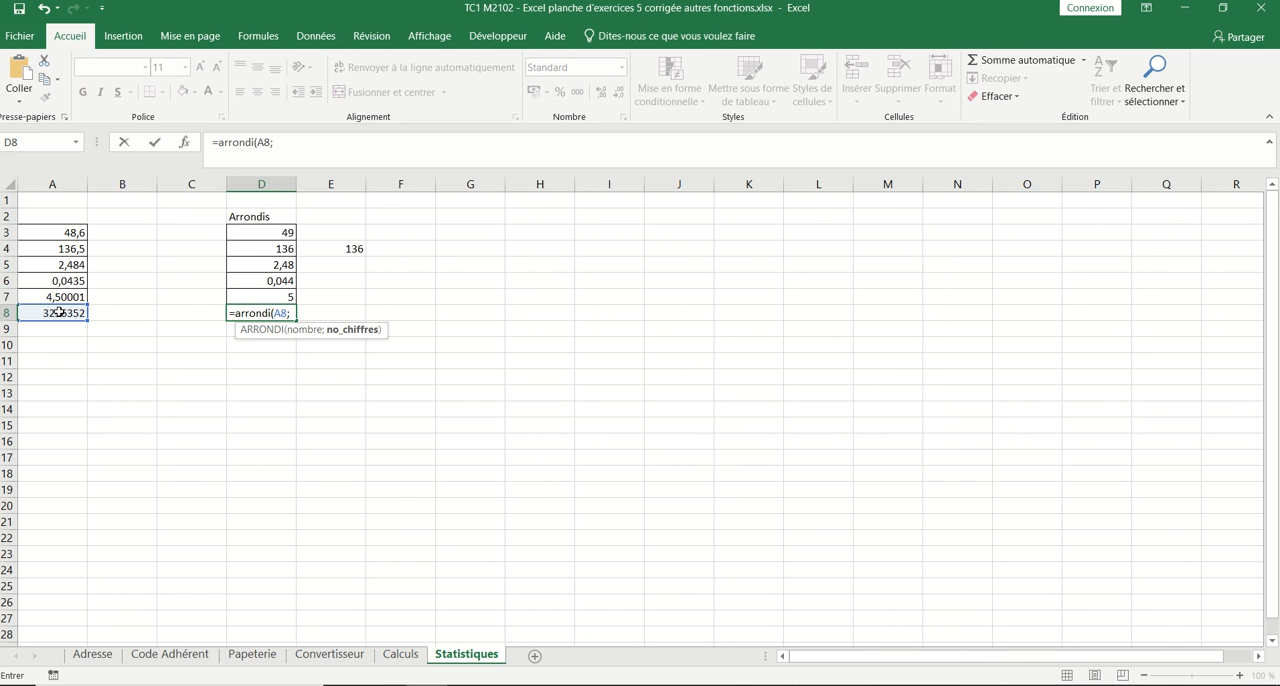 TC1 M2102 - Excel planche d'exercices 5 corrigée autres fonctions.xlsx - Excel
Connexion
Fichier Accueil Insertion Mise en page Formules Données Révision Affichage Développeur Aide Dites-nous ce que vous voulez faire Partager
Coller
Presse-papiers
11
G I S
Police
Renvoyer à la ligne automatiquement
Fusionner et centrer
Alignement
Standard
% 000
Nombre
Mise en forme conditionnelle
Mettre sous forme de tableau
Styles de cellules
Styles
Insérer Supprimer Format
Cellules
Somme automatique
Recopier
Effacer
Trier et filtrer
Rechercher et sélectionner
Édition
D8 fx =arrondi(A8;
A B C D E F G H I J K L M N O P Q R
1
2 Arrondis
3 48,6 49
4 136,5 136 136
5 2,484 2,48
6 0,0435 0,044
7 4,50001 5
8 =arrondi(A8;
9 ARRONDI(nombre; no_chiffres)
10
11
12
13
14
15
16
17
18
19
20
21
22
23
24
25
26
27
28
Adresse Code Adhérent Papeterie Convertisseur Calculs Statistiques
Entrer 100 %